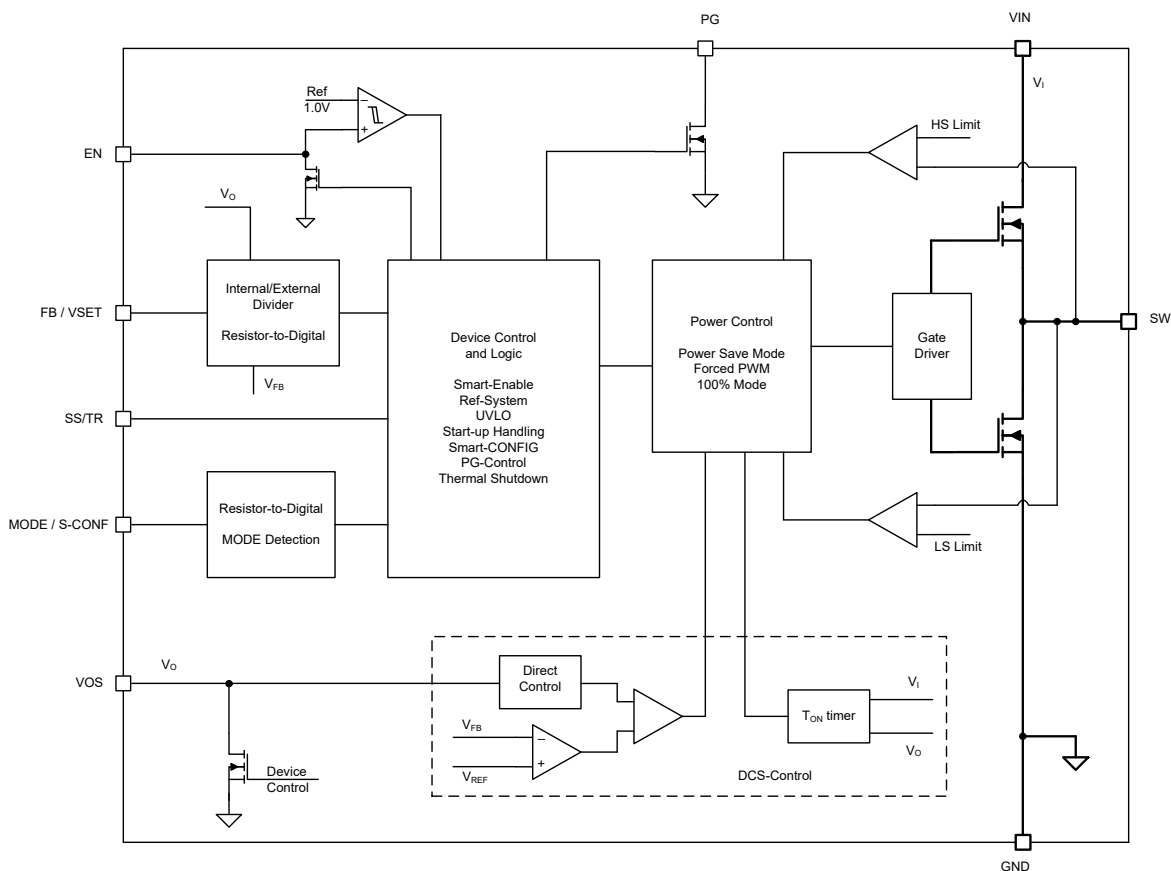 PG
VIN
VI
Ref
1.0V
−
+
EN
HS Limit
VO
Internal/External
Divider
Resistor-to-Digital
FB / VSET
VFB
Device Control
and Logic
Smart-Enable
Ref-System
UVLO
Start-up Handling
Smart-CONFIG
PG-Control
Thermal Shutdown
Power Control
Power Save Mode
Forced PWM
100% Mode
Gate
Driver
SW
SS/TR
MODE / S-CONF
Resistor-to-Digital
MODE Detection
LS Limit
VOS
VO
Direct
Control
VFB
−
VREF
+
TON timer
VI
VO
DCS-Control
Device
Control
GND